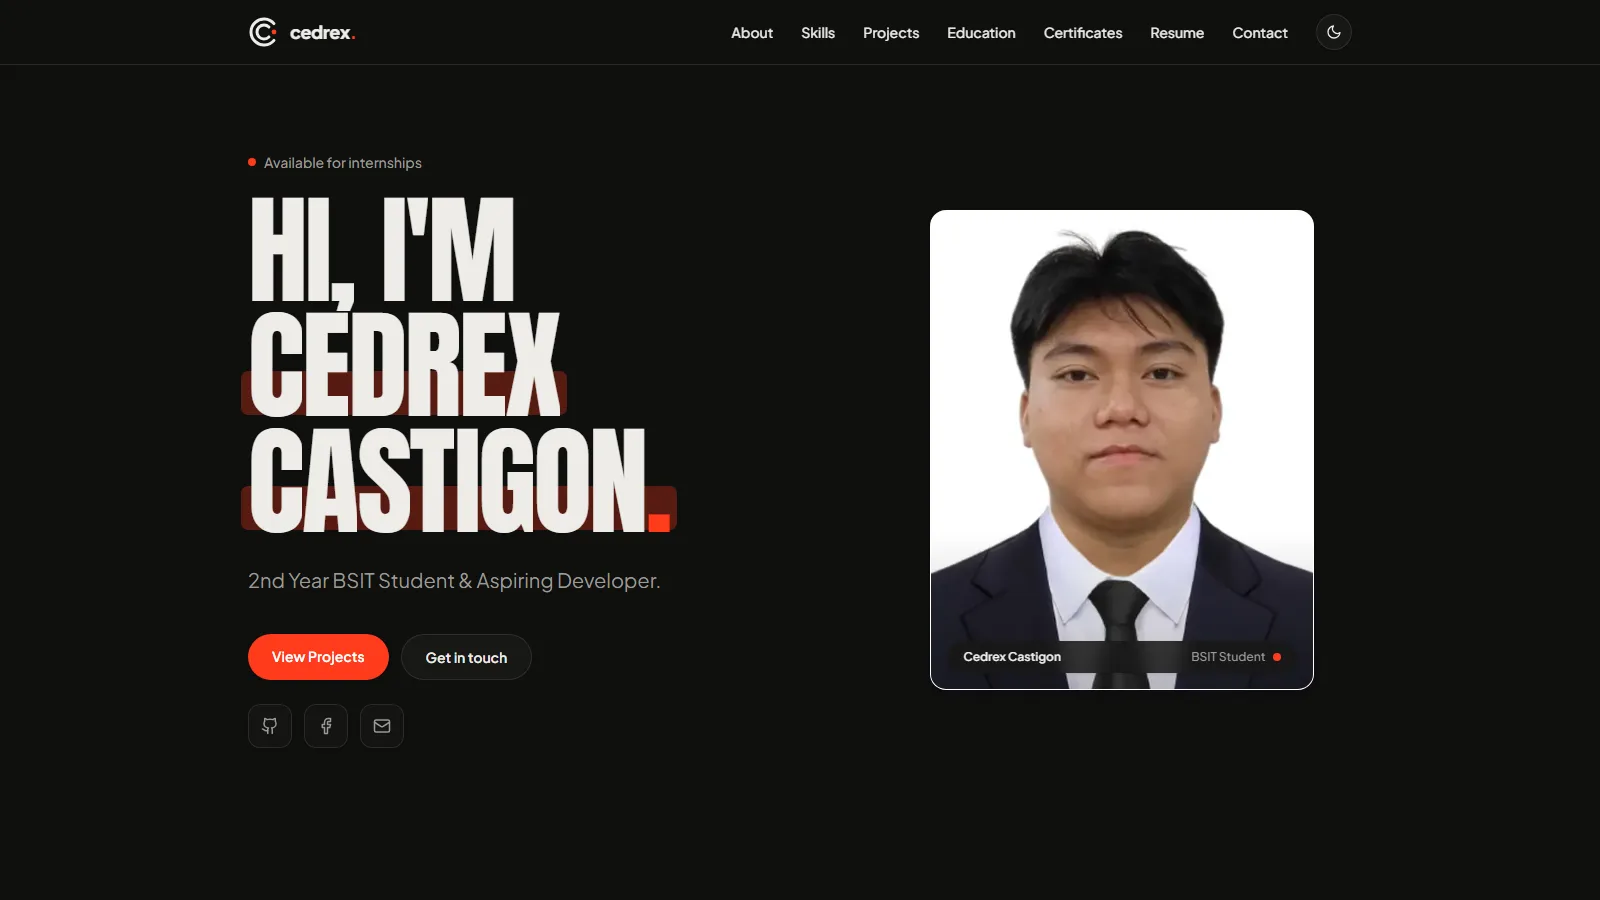 cedrex.
About Skills Projects Education Certificates Resume Contact
Available for internships
HI, I'M
CEDREX
CASTIGON.
2nd Year BSIT Student & Aspiring Developer.
View Projects Get in touch
Cedrex Castigon BSIT Student